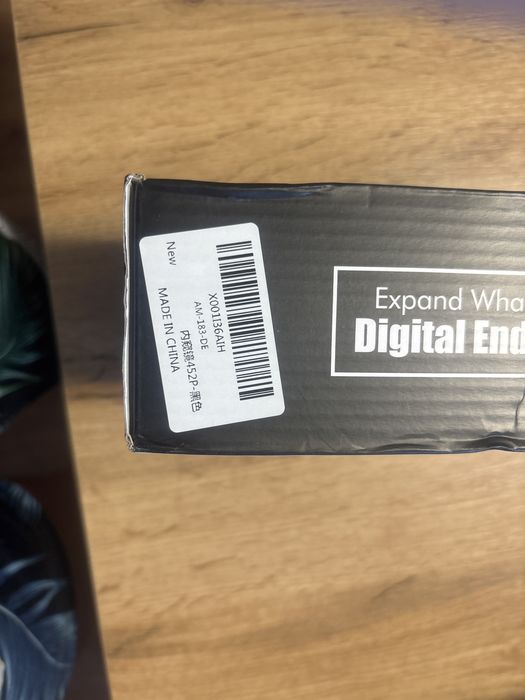 X001I36AIH
AM-183-DE
内窥镜452P-黑色
MADE IN CHINA
New
Expand Wha
Digital End